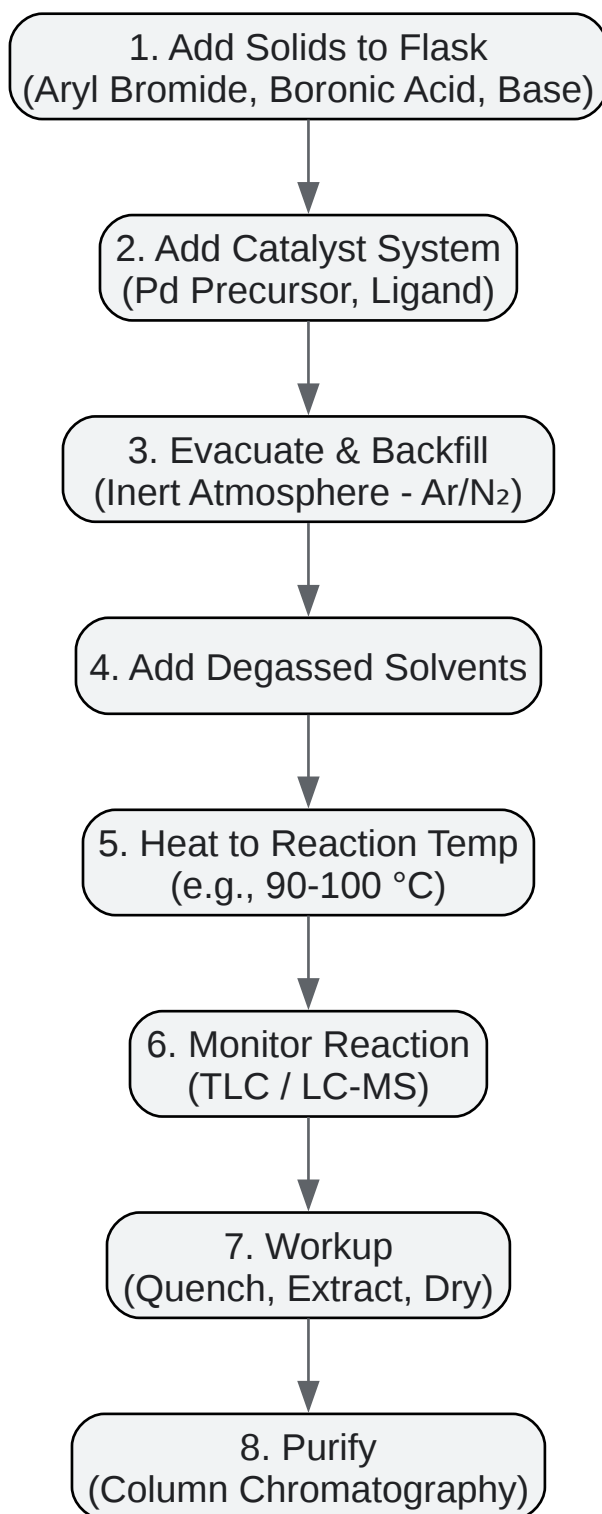 1. Add Solids to Flask
(Aryl Bromide, Boronic Acid, Base)
2. Add Catalyst System
(Pd Precursor, Ligand)
3. Evacuate & Backfill
(Inert Atmosphere - Ar/N₂)
4. Add Degassed Solvents
5. Heat to Reaction Temp
(e.g., 90-100 °C)
6. Monitor Reaction
(TLC / LC-MS)
7. Workup
(Quench, Extract, Dry)
8. Purify
(Column Chromatography)